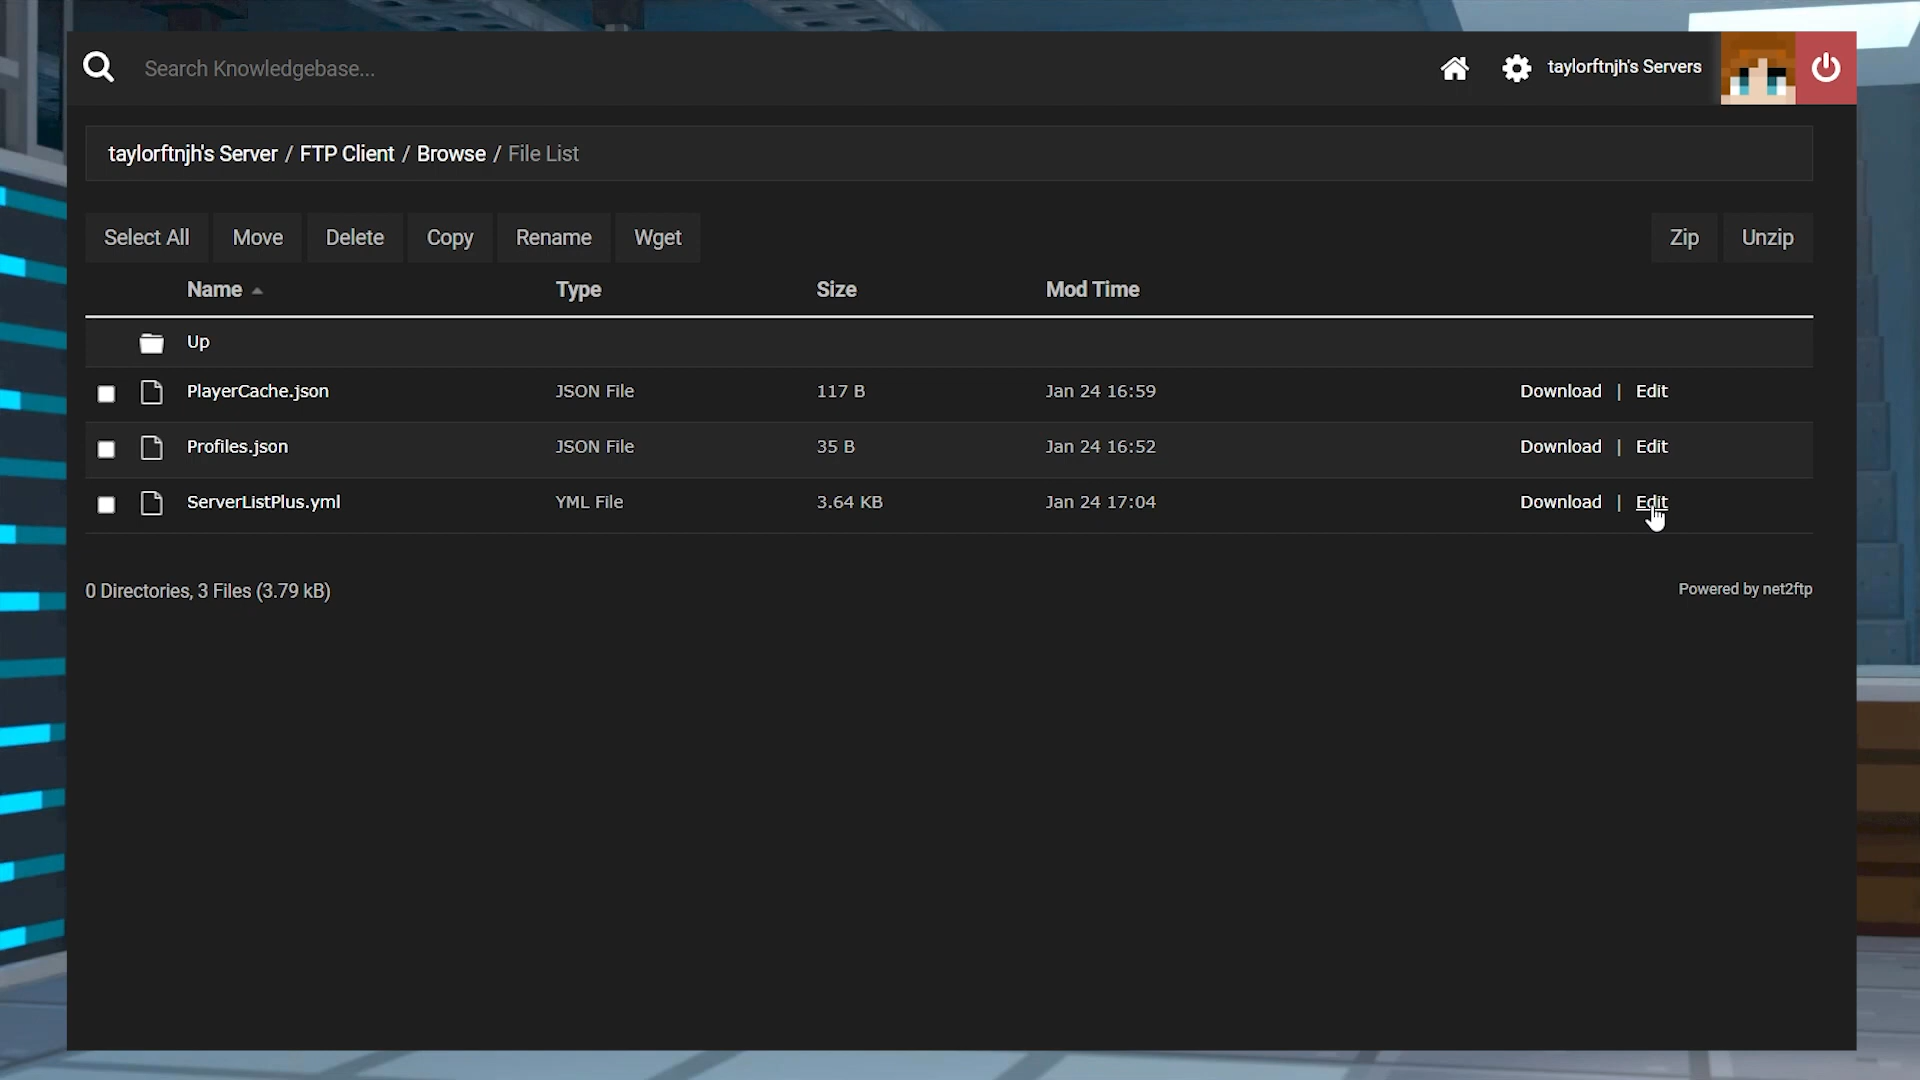 Search Knowledgebase...
taylorftnjh's Servers
taylorftnjh's Server / FTP Client / Browse / File List
Select All Move Delete Copy Rename Wget Zip Unzip
Name Type Size Mod Time
Up
PlayerCache.json JSON File 117 B Jan 24 16:59 Download | Edit
Profiles.json JSON File 35 B Jan 24 16:52 Download | Edit
ServerListPlus.yml YML File 3.64 KB Jan 24 17:04 Download | Edit
0 Directories, 3 Files (3.79 kB)
Powered by net2ftp